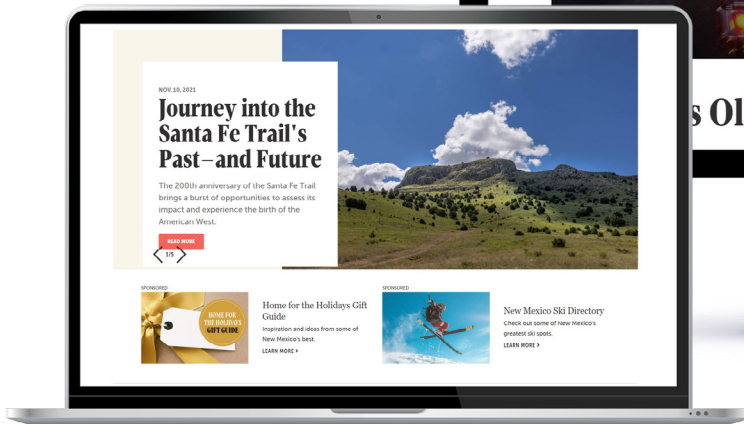 NOV.10, 2021
Journey into the
Santa Fe Trail's
Past—and Future
The 200th anniversary of the Santa Fe Trail
brings a burst of opportunities to assess its
impact and experience the birth of the
American West.
READ MORE
1/5
SPONSORED
HOME FOR
THE HOLIDAYS
GIFT GUIDE
Home for the Holidays Gift
Guide
Inspiration and ideas from some of
New Mexico's best.
LEARN MORE >
SPONSORED
New Mexico Ski Directory
Check out some of New Mexico's
greatest ski spots.
LEARN MORE >
s Ol